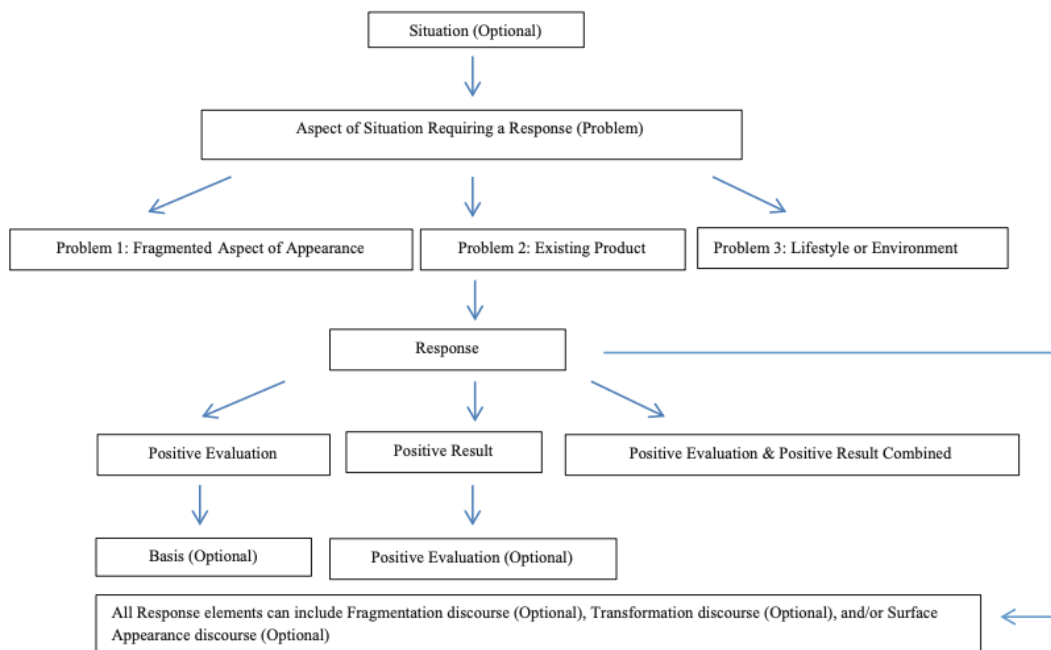 Situation (Optional)
Aspect of Situation Requiring a Response (Problem)
Problem 1: Fragmented Aspect of Appearance
Problem 2: Existing Product
Problem 3: Lifestyle or Environment
Response
Positive Evaluation
Positive Result
Positive Evaluation & Positive Result Combined
Basis (Optional)
Positive Evaluation (Optional)
All Response elements can include Fragmentation discourse (Optional), Transformation discourse (Optional), and/or Surface
Appearance discourse (Optional)